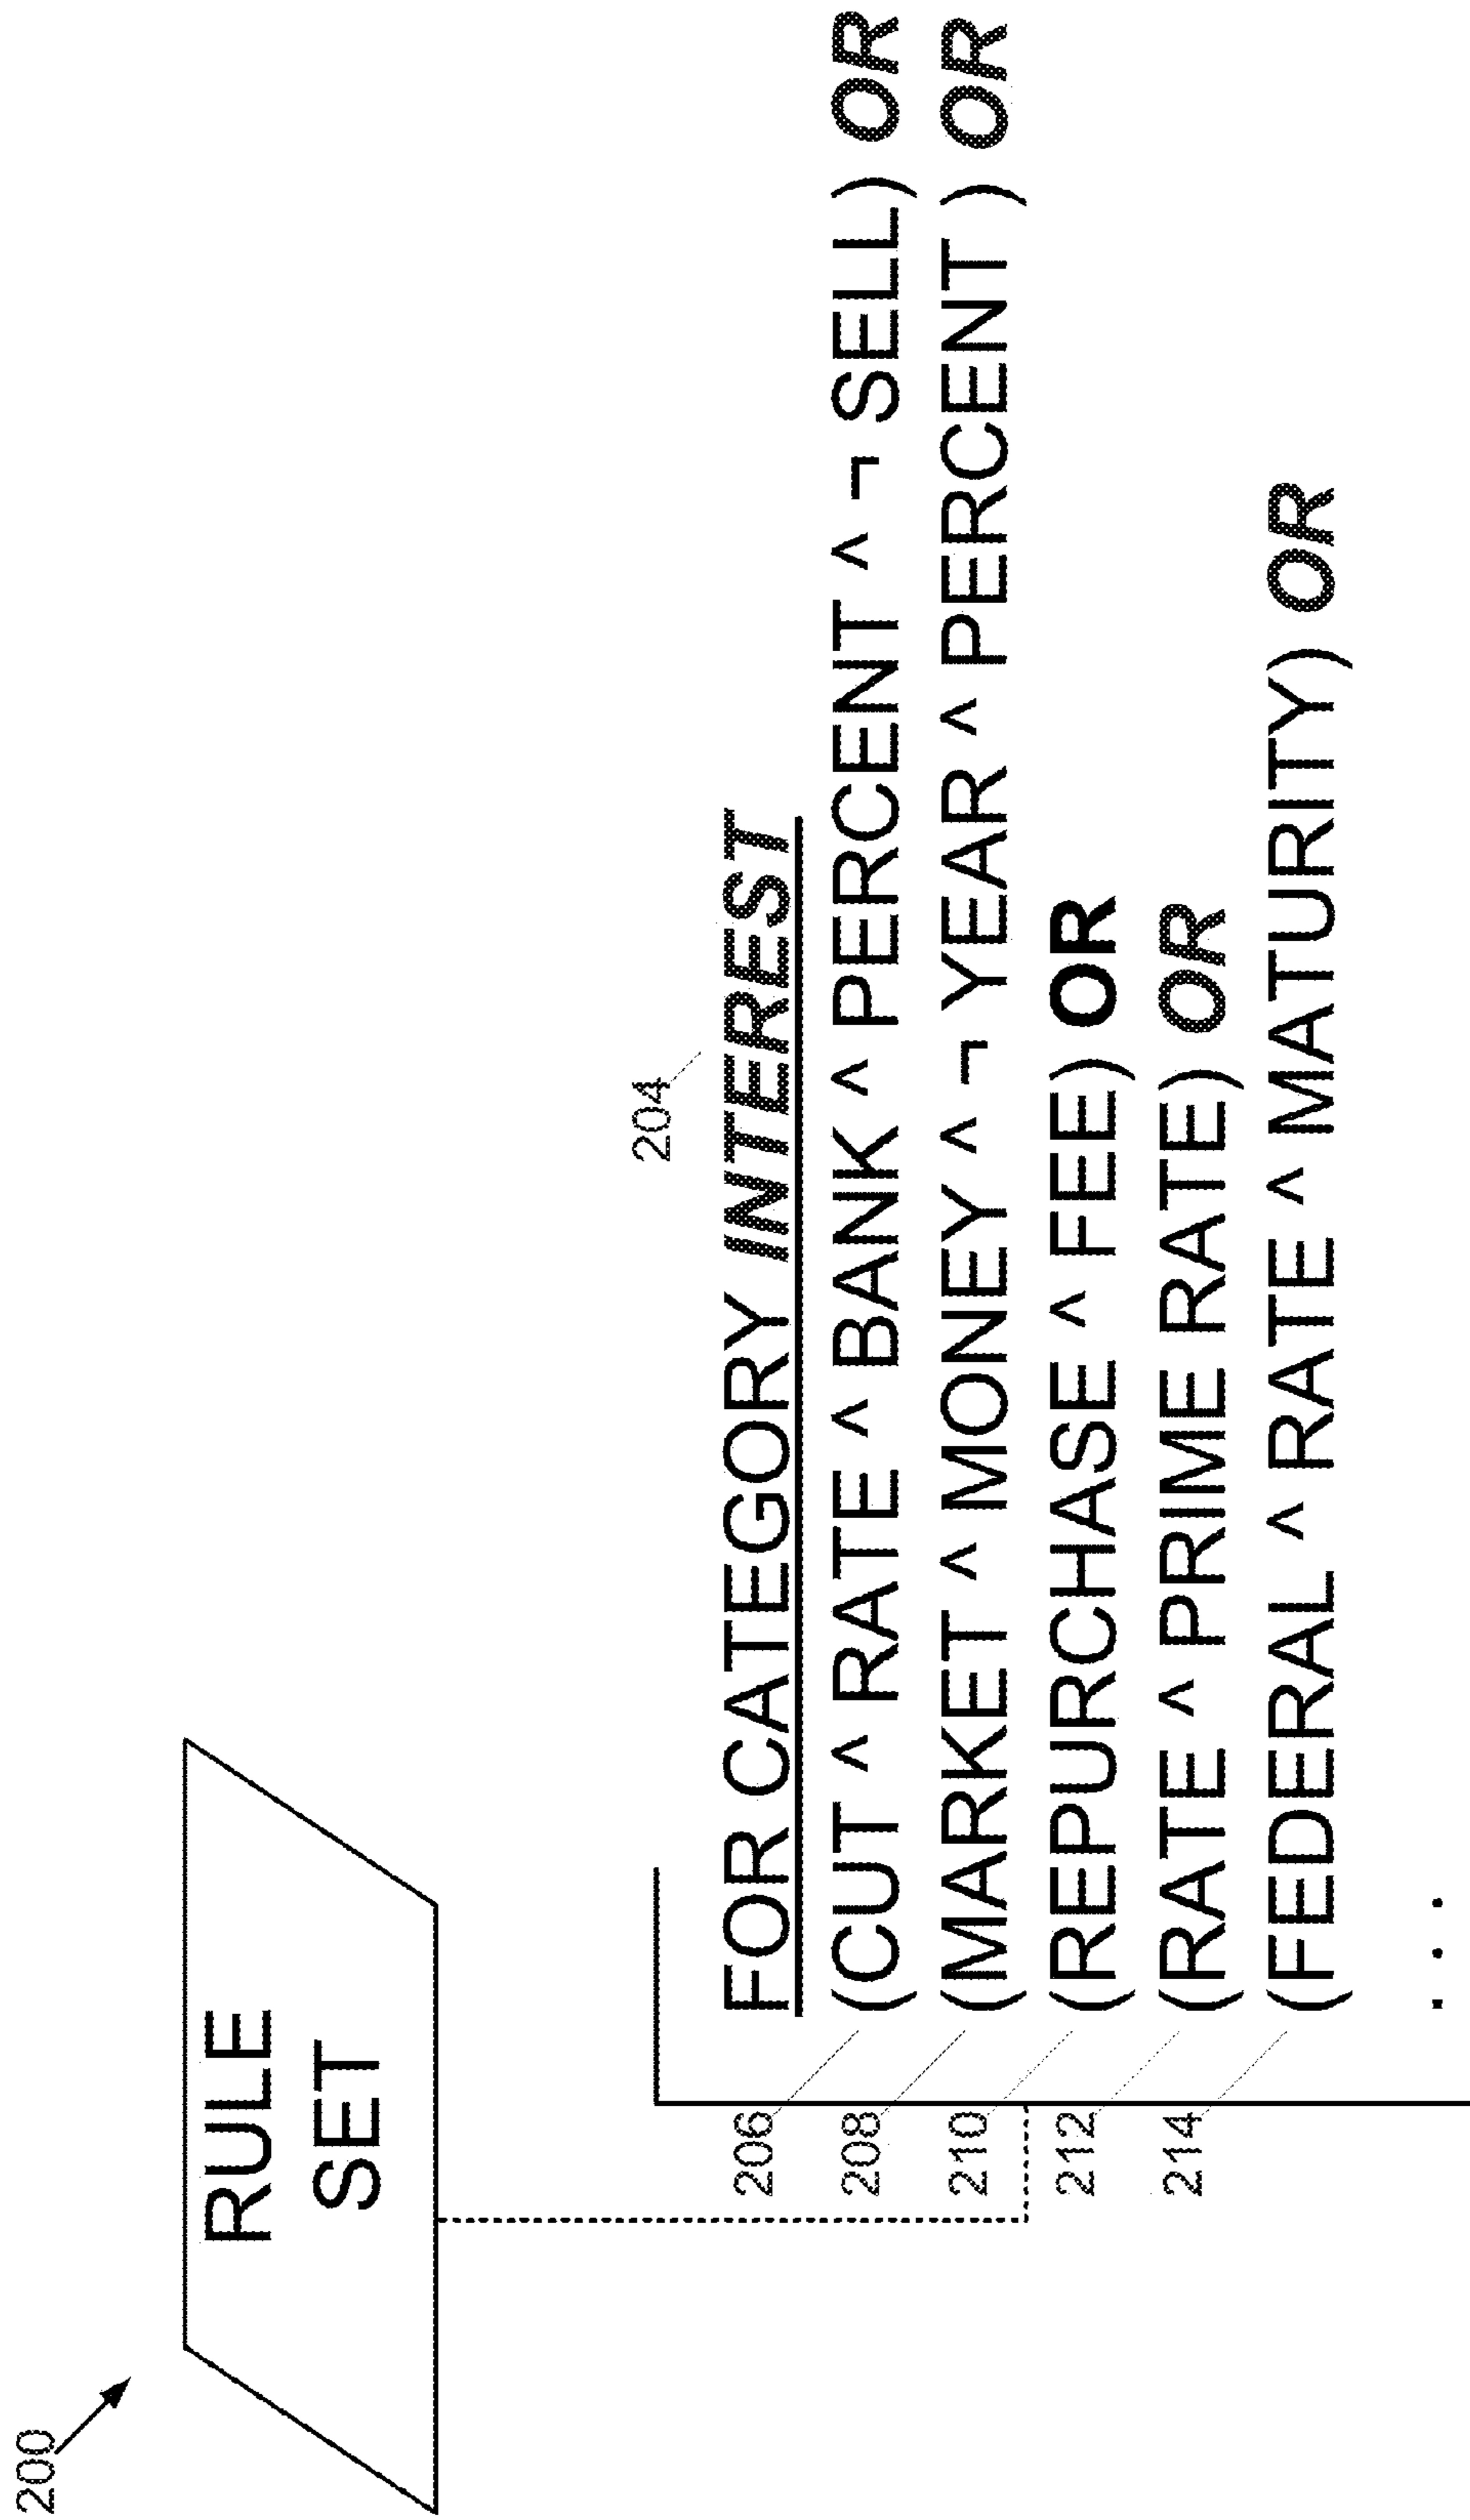 200
RULE
SET
204
FOR CATEGORY INTEREST
206 (CUT ^ RATE ^ BANK ^ PERCENT ^ ¬ SELL) OR
208 (MARKET ^ MONEY ^ ¬ YEAR ^ PERCENT ) OR
210 (REPURCHASE ^ FEE) OR
212 (RATE ^ PRIME RATE) OR
214 (FEDERAL ^ RATE ^ MATURITY) OR
. . .